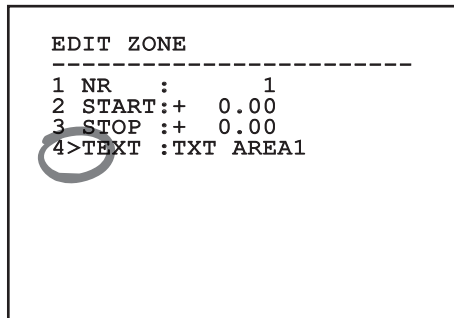 EDIT ZONE
------------------------
1 NR    :      1
2 START:+  0.00
3 STOP :+  0.00
4>TEXT :TXT AREA1